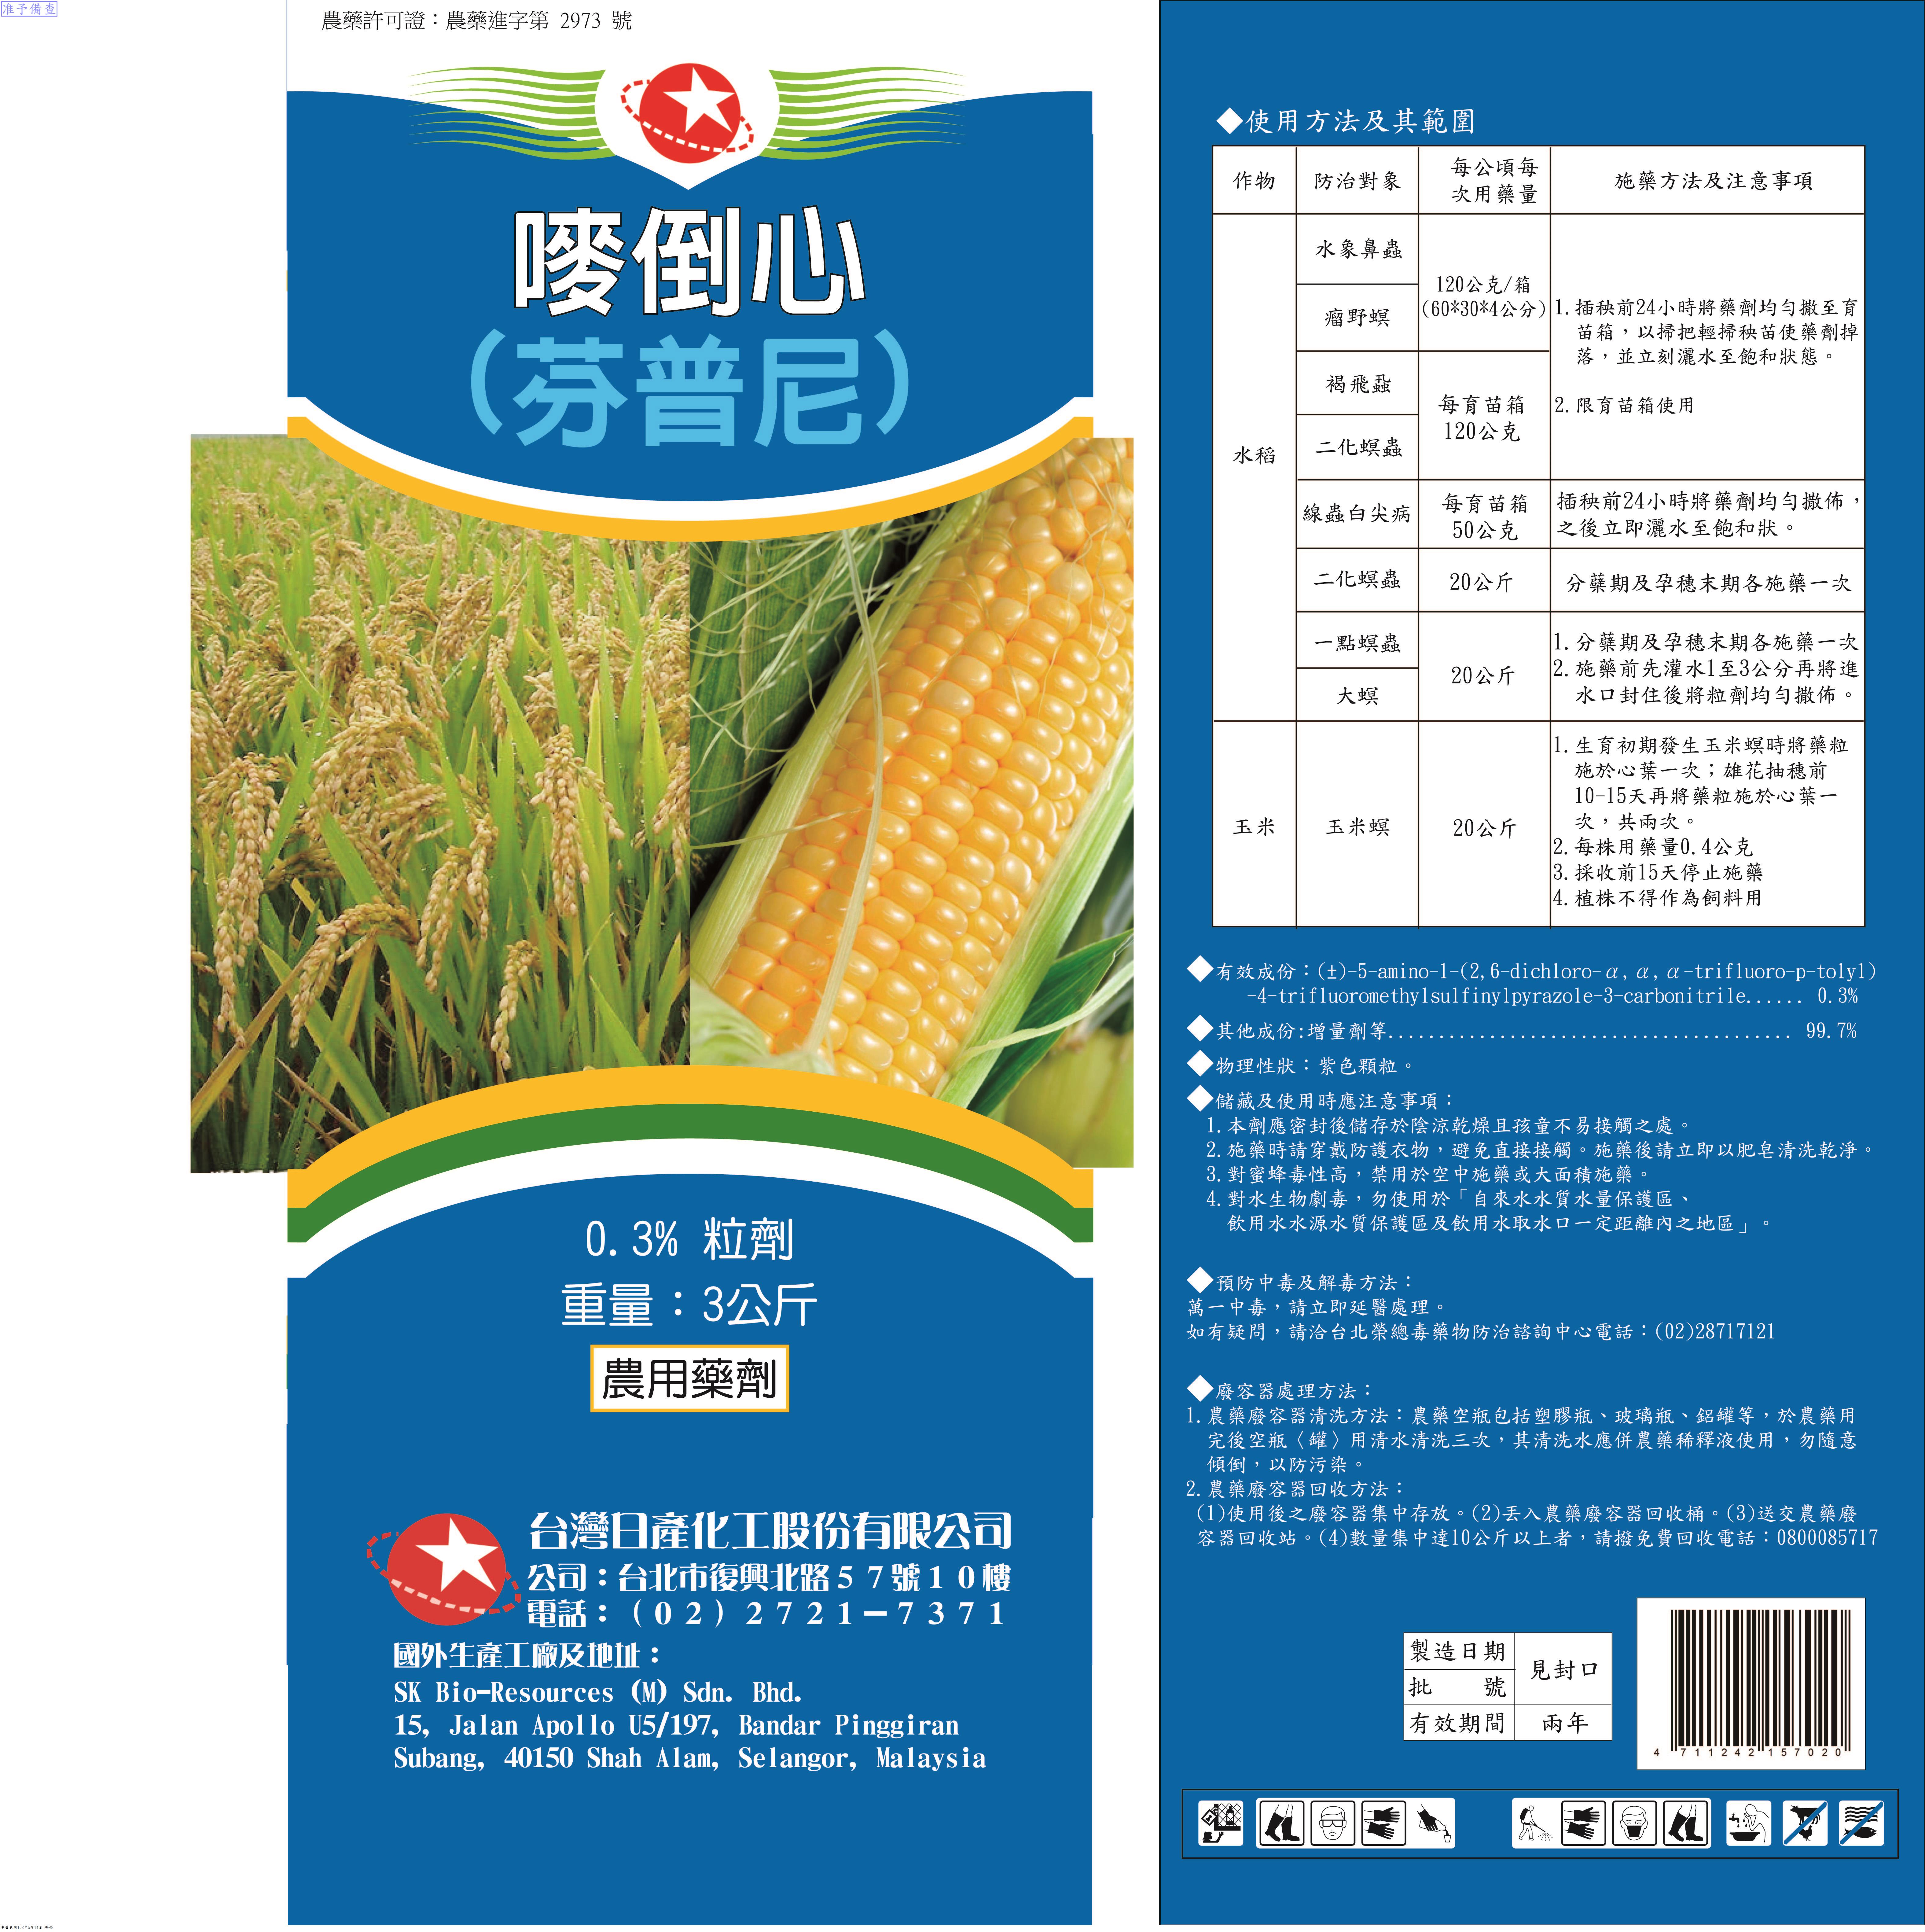 准予備查
農藥許可證：農藥進字第 2973 號
嘜倒心
(芬普尼)
0.3% 粒劑
重量：3公斤
農用藥劑
台灣日產化工股份有限公司
公司：台北市復興北路57號10樓
電話：(02)2721-7371
國外生產工廠及地址：
SK Bio-Resources (M) Sdn. Bhd.
15, Jalan Apollo U5/197, Bandar Pinggiran
Subang, 40150 Shah Alam, Selangor, Malaysia
◆使用方法及其範圍
作物 防治對象 每公頃每次用藥量 施藥方法及注意事項
水稻
水象鼻蟲
瘤野螟
120公克/箱
(60*30*4公分)
褐飛蝨
二化螟蟲
每育苗箱
120公克
1.插秧前24小時將藥劑均勻撒至育
苗箱，以掃把輕掃秧苗使藥劑掉
落，並立刻灑水至飽和狀態。
2.限育苗箱使用
線蟲白尖病
每育苗箱
50公克
插秧前24小時將藥劑均勻撒佈，
之後立即灑水至飽和狀。
二化螟蟲 20公斤 分蘗期及孕穗末期各施藥一次
一點螟蟲
大螟
20公斤
1.分蘗期及孕穗末期各施藥一次
2.施藥前先灌水1至3公分再將進
水口封住後將粒劑均勻撒佈。
玉米 玉米螟 20公斤
1.生育初期發生玉米螟時將藥粒
施於心葉一次；雄花抽穗前
10-15天再將藥粒施於心葉一
次，共兩次。
2.每株用藥量0.4公克
3.採收前15天停止施藥
4.植株不得作為飼料用
◆有效成份：(±)-5-amino-1-(2,6-dichloro-α,α,α-trifluoro-p-tolyl)
-4-trifluoromethylsulfinylpyrazole-3-carbonitrile...... 0.3%
◆其他成份:增量劑等........................................ 99.7%
◆物理性狀：紫色顆粒。
◆儲藏及使用時應注意事項：
1.本劑應密封後儲存於陰涼乾燥且孩童不易接觸之處。
2.施藥時請穿戴防護衣物，避免直接接觸。施藥後請立即以肥皂清洗乾淨。
3.對蜜蜂毒性高，禁用於空中施藥或大面積施藥。
4.對水生物劇毒，勿使用於「自來水水質水量保護區、
飲用水水源水質保護區及飲用水取水口一定距離內之地區」。
◆預防中毒及解毒方法：
萬一中毒，請立即延醫處理。
如有疑問，請洽台北榮總毒藥物防治諮詢中心電話：(02)28717121
◆廢容器處理方法：
1.農藥廢容器清洗方法：農藥空瓶包括塑膠瓶、玻璃瓶、鋁罐等，於農藥用
完後空瓶〈罐〉用清水清洗三次，其清洗水應併農藥稀釋液使用，勿隨意
傾倒，以防污染。
2.農藥廢容器回收方法：
(1)使用後之廢容器集中存放。(2)丟入農藥廢容器回收桶。(3)送交農藥廢
容器回收站。(4)數量集中達10公斤以上者，請撥免費回收電話：0800085717
製造日期
批 號
見封口
有效期間 兩年
4 711242 157020